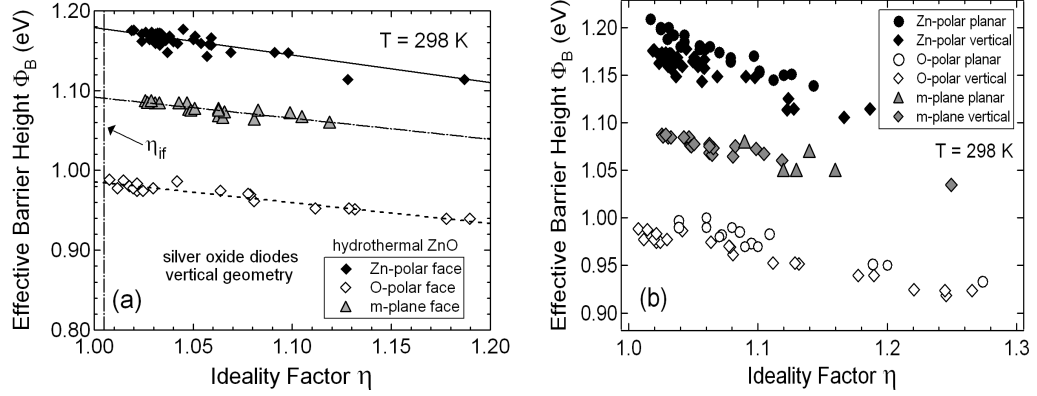 Effective Barrier Height Φ_B (eV)
1.20
1.10
1.00
0.90
0.80
T = 298 K
η_if
silver oxide diodes
vertical geometry
hydrothermal ZnO
Zn-polar face
O-polar face
m-plane face
(a)
1.00
1.05
1.10
1.15
1.20
Ideality Factor η
Effective Barrier Height Φ_B (eV)
1.20
1.15
1.10
1.05
1.00
0.95
0.90
Zn-polar planar
Zn-polar vertical
O-polar planar
O-polar vertical
m-plane planar
m-plane vertical
T = 298 K
(b)
1.0
1.1
1.2
1.3
Ideality Factor η